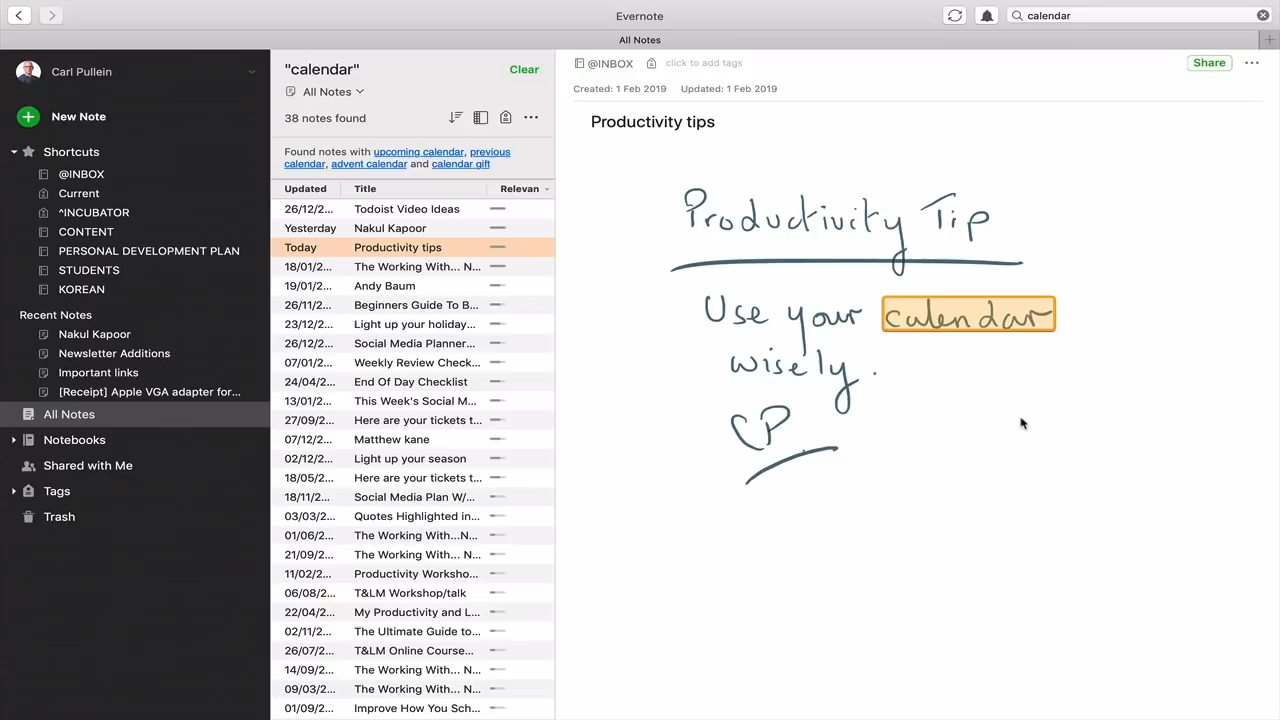 Evernote
calendar
All Notes
Carl Pullein
New Note
Shortcuts
@INBOX
Current
^INCUBATOR
CONTENT
PERSONAL DEVELOPMENT PLAN
STUDENTS
KOREAN
Recent Notes
Nakul Kapoor
Newsletter Additions
Important links
[Receipt] Apple VGA adapter for...
All Notes
Notebooks
Shared with Me
Tags
Trash
"calendar"
Clear
All Notes
38 notes found
Found notes with upcoming calendar, previous
calendar, advent calendar and calendar gift
Updated Title Relevan
26/12/2... Todoist Video Ideas
Yesterday Nakul Kapoor
Today Productivity tips
18/01/2... The Working With... N...
19/01/2... Andy Baum
26/11/2... Beginners Guide To B...
23/12/2... Light up your holiday...
26/12/2... Social Media Planner...
07/01/2... Weekly Review Check...
24/04/2... End Of Day Checklist
13/01/2... This Week's Social M...
27/09/2... Here are your tickets t...
07/12/2... Matthew kane
02/12/2... Light up your season
18/05/2... Here are your tickets t...
18/11/2... Social Media Plan W/...
03/03/2... Quotes Highlighted in...
01/06/2... The Working With...N...
21/09/2... The Working With... N...
11/02/2... Productivity Worksho...
06/08/2... T&LM Workshop/talk
22/04/2... My Productivity and L...
02/11/2... The Ultimate Guide to...
26/07/2... T&LM Online Course...
14/09/2... The Working With... N...
09/03/2... The Working With... N...
01/09/2... Improve How You Sch...
@INBOX click to add tags
Share
Created: 1 Feb 2019 Updated: 1 Feb 2019
Productivity tips
Productivity Tip
Use your calendar
wisely.
CP